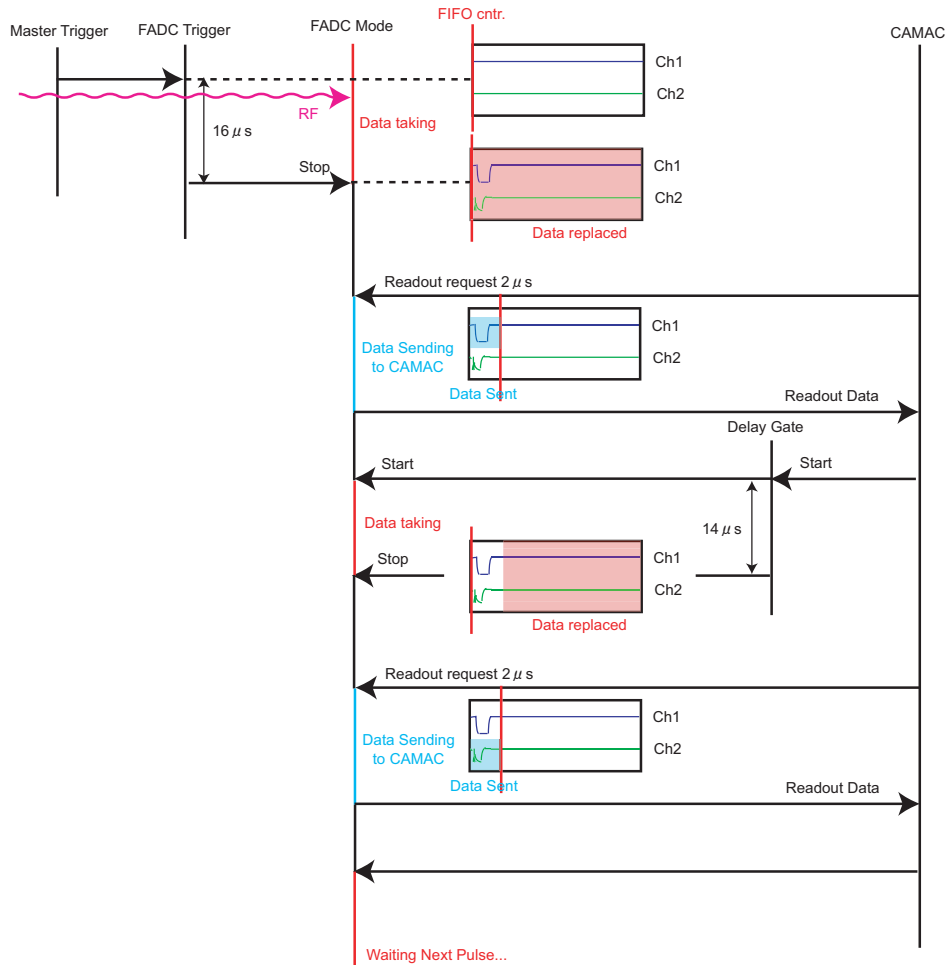 FIFO cntr.
Master Trigger
FADC Trigger
FADC Mode
CAMAC
Ch1
Ch2
RF
Data taking
16 μ s
Stop
Ch1
Ch2
Data replaced
Readout request 2 μ s
Ch1
Data Sending
to CAMAC
Ch2
Data Sent
Readout Data
Delay Gate
Start
Start
Data taking
14 μ s
Stop
Ch1
Ch2
Data replaced
Readout request 2 μ s
Ch1
Data Sending
to CAMAC
Ch2
Data Sent
Readout Data
Waiting Next Pulse...